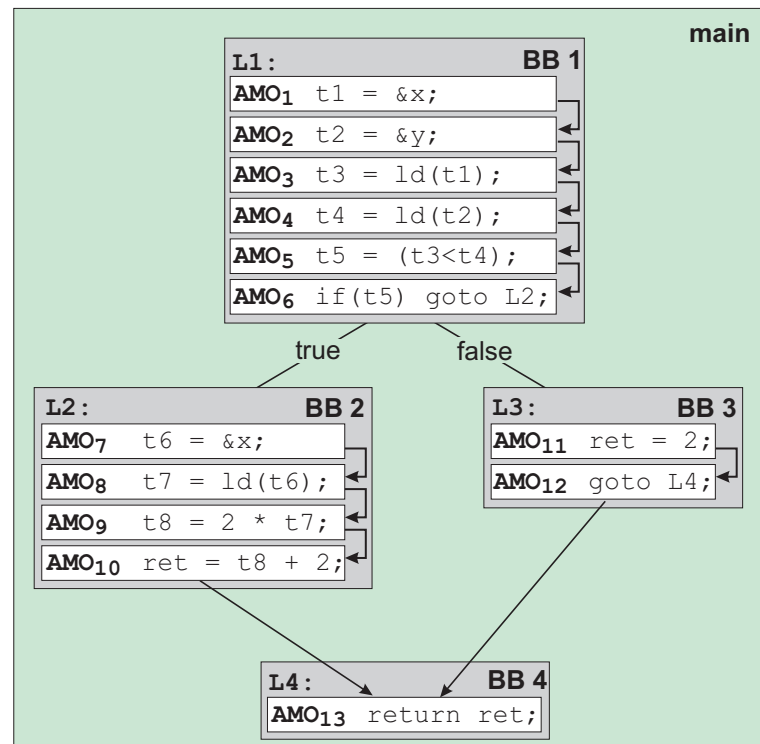 main
L1: BB 1
AMO₁ t1 = &x;
AMO₂ t2 = &y;
AMO₃ t3 = ld(t1);
AMO₄ t4 = ld(t2);
AMO₅ t5 = (t3<t4);
AMO₆ if(t5) goto L2;
true false
L2: BB 2
AMO₇ t6 = &x;
AMO₈ t7 = ld(t6);
AMO₉ t8 = 2 * t7;
AMO₁₀ ret = t8 + 2;
L3: BB 3
AMO₁₁ ret = 2;
AMO₁₂ goto L4;
L4: BB 4
AMO₁₃ return ret;